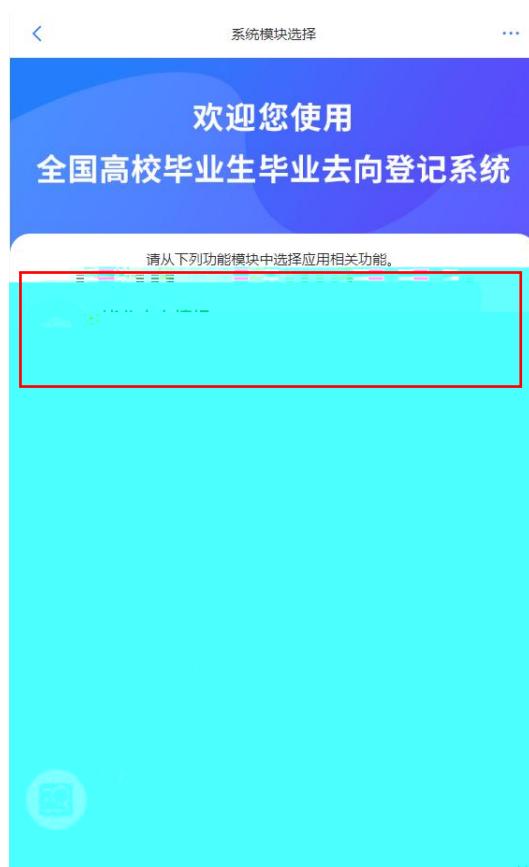 系统模块选择
欢迎您使用
全国高校毕业生毕业去向登记系统
请从下列功能模块中选择应用相关功能。